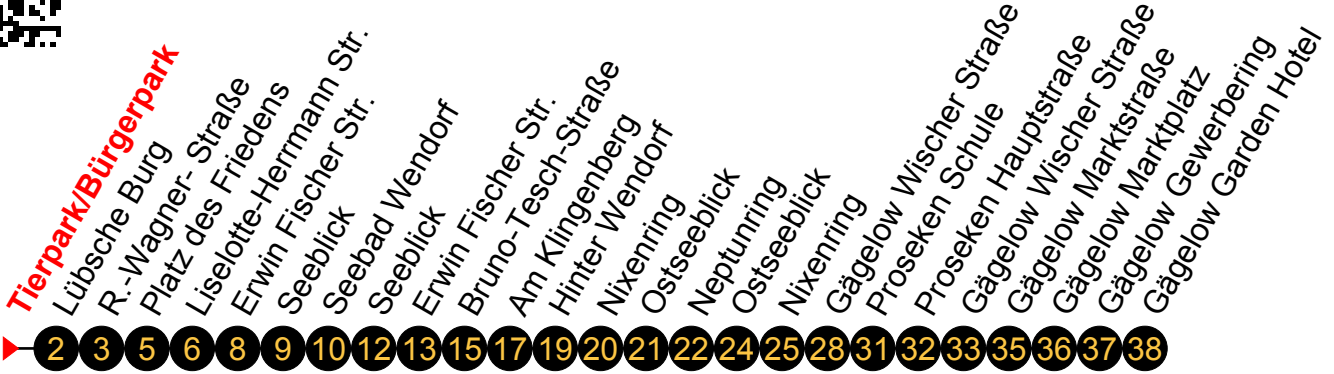 Tierpark/Bürgerpark
Lübsche Burg
R.-Wagner- Straße
Platz des Friedens
Liselotte-Herrmann Str.
Erwin Fischer Str.
Seeblick
Seebad Wendorf
Seeblick
Erwin Fischer Str.
Bruno-Tesch-Straße
Am Klingenberg
Hinter Wendorf
Nixenring
Ostseeblick
Neptunring
Ostseeblick
Nixenring
Gägelow Wischer Straße
Proseken Schule
Proseken Hauptstraße
Gägelow Wischer Straße
Gägelow Marktstraße
Gägelow Marktplatz
Gägelow Gewerbering
Gägelow Garden Hotel
2 3 5 6 8 9 10 12 13 15 17 19 20 21 22 24 25 28 31 32 33 35 36 37 38